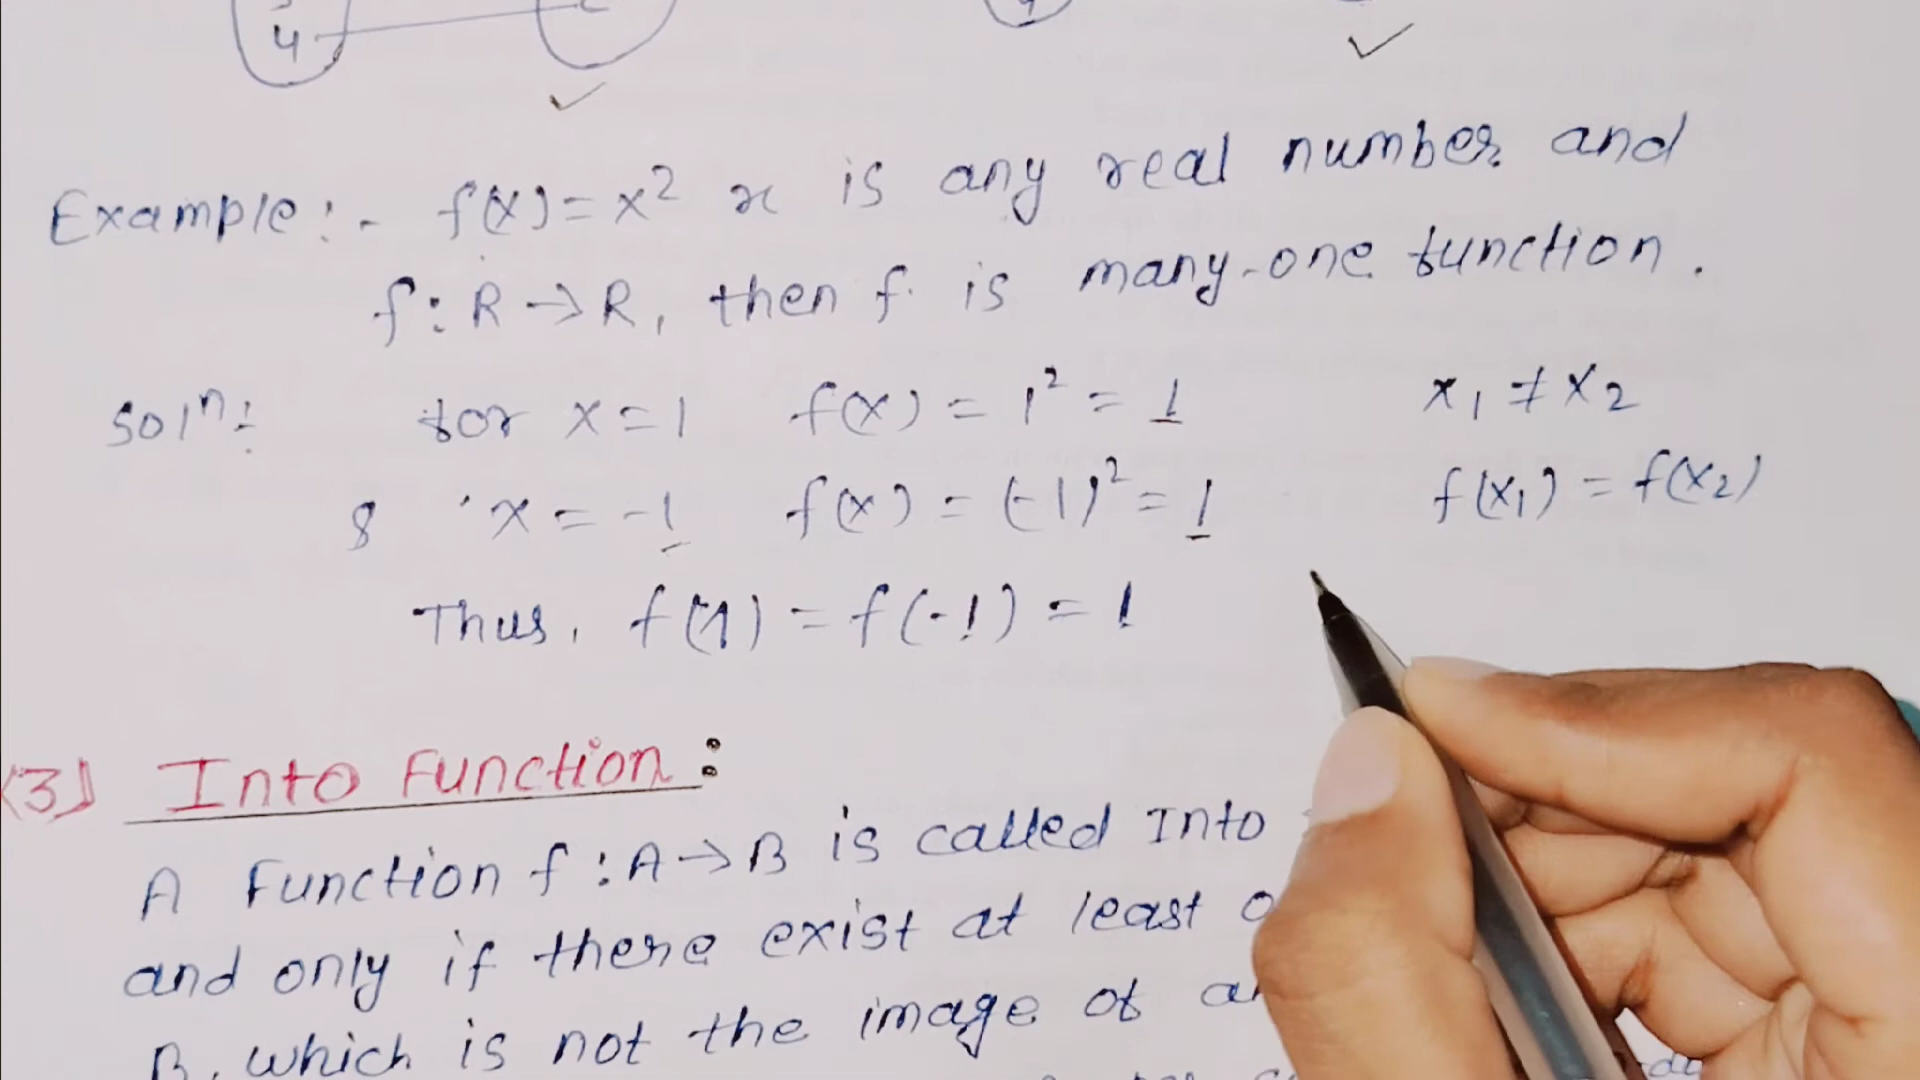 4
Example:- f(x) = x² x is any real number and
f: R → R, then f is many-one function.
Solⁿ: for x = 1 f(x) = 1² = 1 x₁ ≠ x₂
& x = -1 f(x) = (-1)² = 1 f(x₁) = f(x₂)
Thus, f(1) = f(-1) = 1
(3) Into Function:
A Function f: A → B is called Into
and only if there exist at least
B, which is not the image of